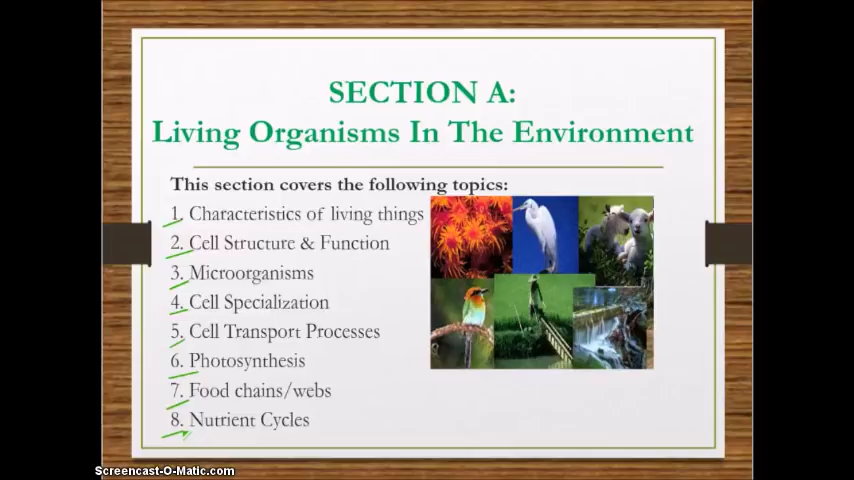 SECTION A:
Living Organisms In The Environment
This section covers the following topics:
1. Characteristics of living things
2. Cell Structure & Function
3. Microorganisms
4. Cell Specialization
5. Cell Transport Processes
6. Photosynthesis
7. Food chains/webs
8. Nutrient Cycles
Screencast-O-Matic.com